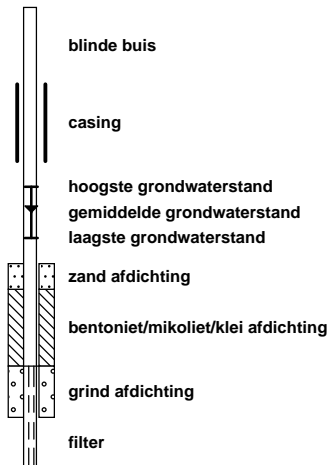 blinde buis
casing
hoogste grondwaterstand
gemiddelde grondwaterstand
laagste grondwaterstand
zand afdichting
bentoniet/mikoliet/klei afdichting
grind afdichting
filter